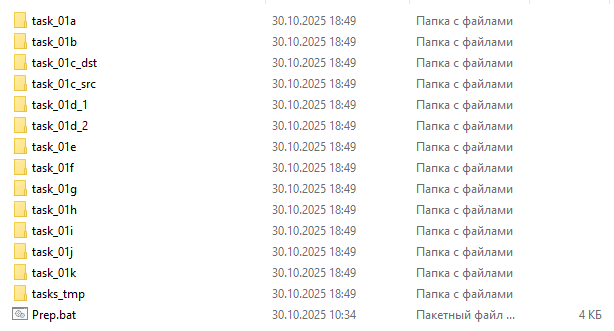 task_01a 30.10.2025 18:49 Папка с файлами
task_01b 30.10.2025 18:49 Папка с файлами
task_01c_dst 30.10.2025 18:49 Папка с файлами
task_01c_src 30.10.2025 18:49 Папка с файлами
task_01d_1 30.10.2025 18:49 Папка с файлами
task_01d_2 30.10.2025 18:49 Папка с файлами
task_01e 30.10.2025 18:49 Папка с файлами
task_01f 30.10.2025 18:49 Папка с файлами
task_01g 30.10.2025 18:49 Папка с файлами
task_01h 30.10.2025 18:49 Папка с файлами
task_01i 30.10.2025 18:49 Папка с файлами
task_01j 30.10.2025 18:49 Папка с файлами
task_01k 30.10.2025 18:49 Папка с файлами
tasks_tmp 30.10.2025 18:49 Папка с файлами
Prep.bat 30.10.2025 10:34 Пакетный файл ... 4 КБ